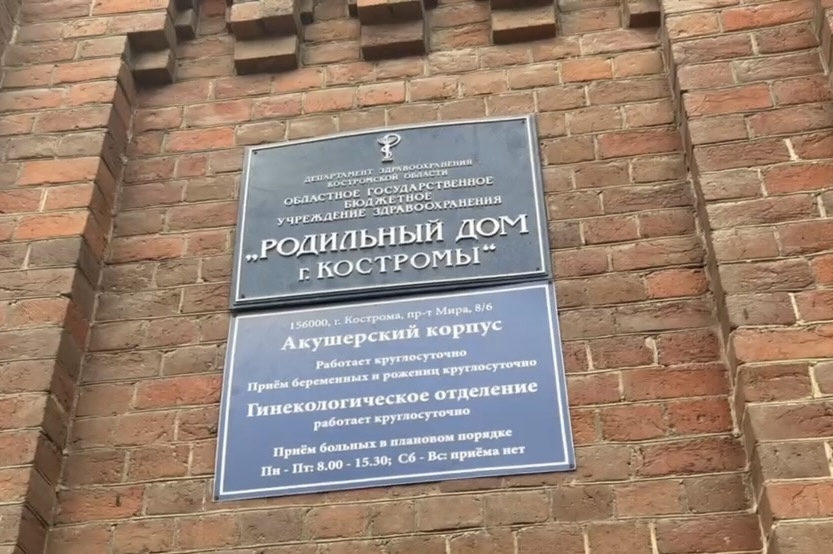 ДЕПАРТАМЕНТ ЗДРАВООХРАНЕНИЯ
КОСТРОМСКОЙ ОБЛАСТИ
ОБЛАСТНОЕ ГОСУДАРСТВЕННОЕ
БЮДЖЕТНОЕ
УЧРЕЖДЕНИЕ ЗДРАВООХРАНЕНИЯ
„РОДИЛЬНЫЙ ДОМ
г. КОСТРОМЫ“
156000, г. Кострома, пр-т Мира, 8/6
Акушерский корпус
Работает круглосуточно
Приём беременных и рожениц круглосуточно
Гинекологическое отделение
работает круглосуточно
Приём больных в плановом порядке
Пн - Пт: 8.00 - 15.30; Сб - Вс: приёма нет